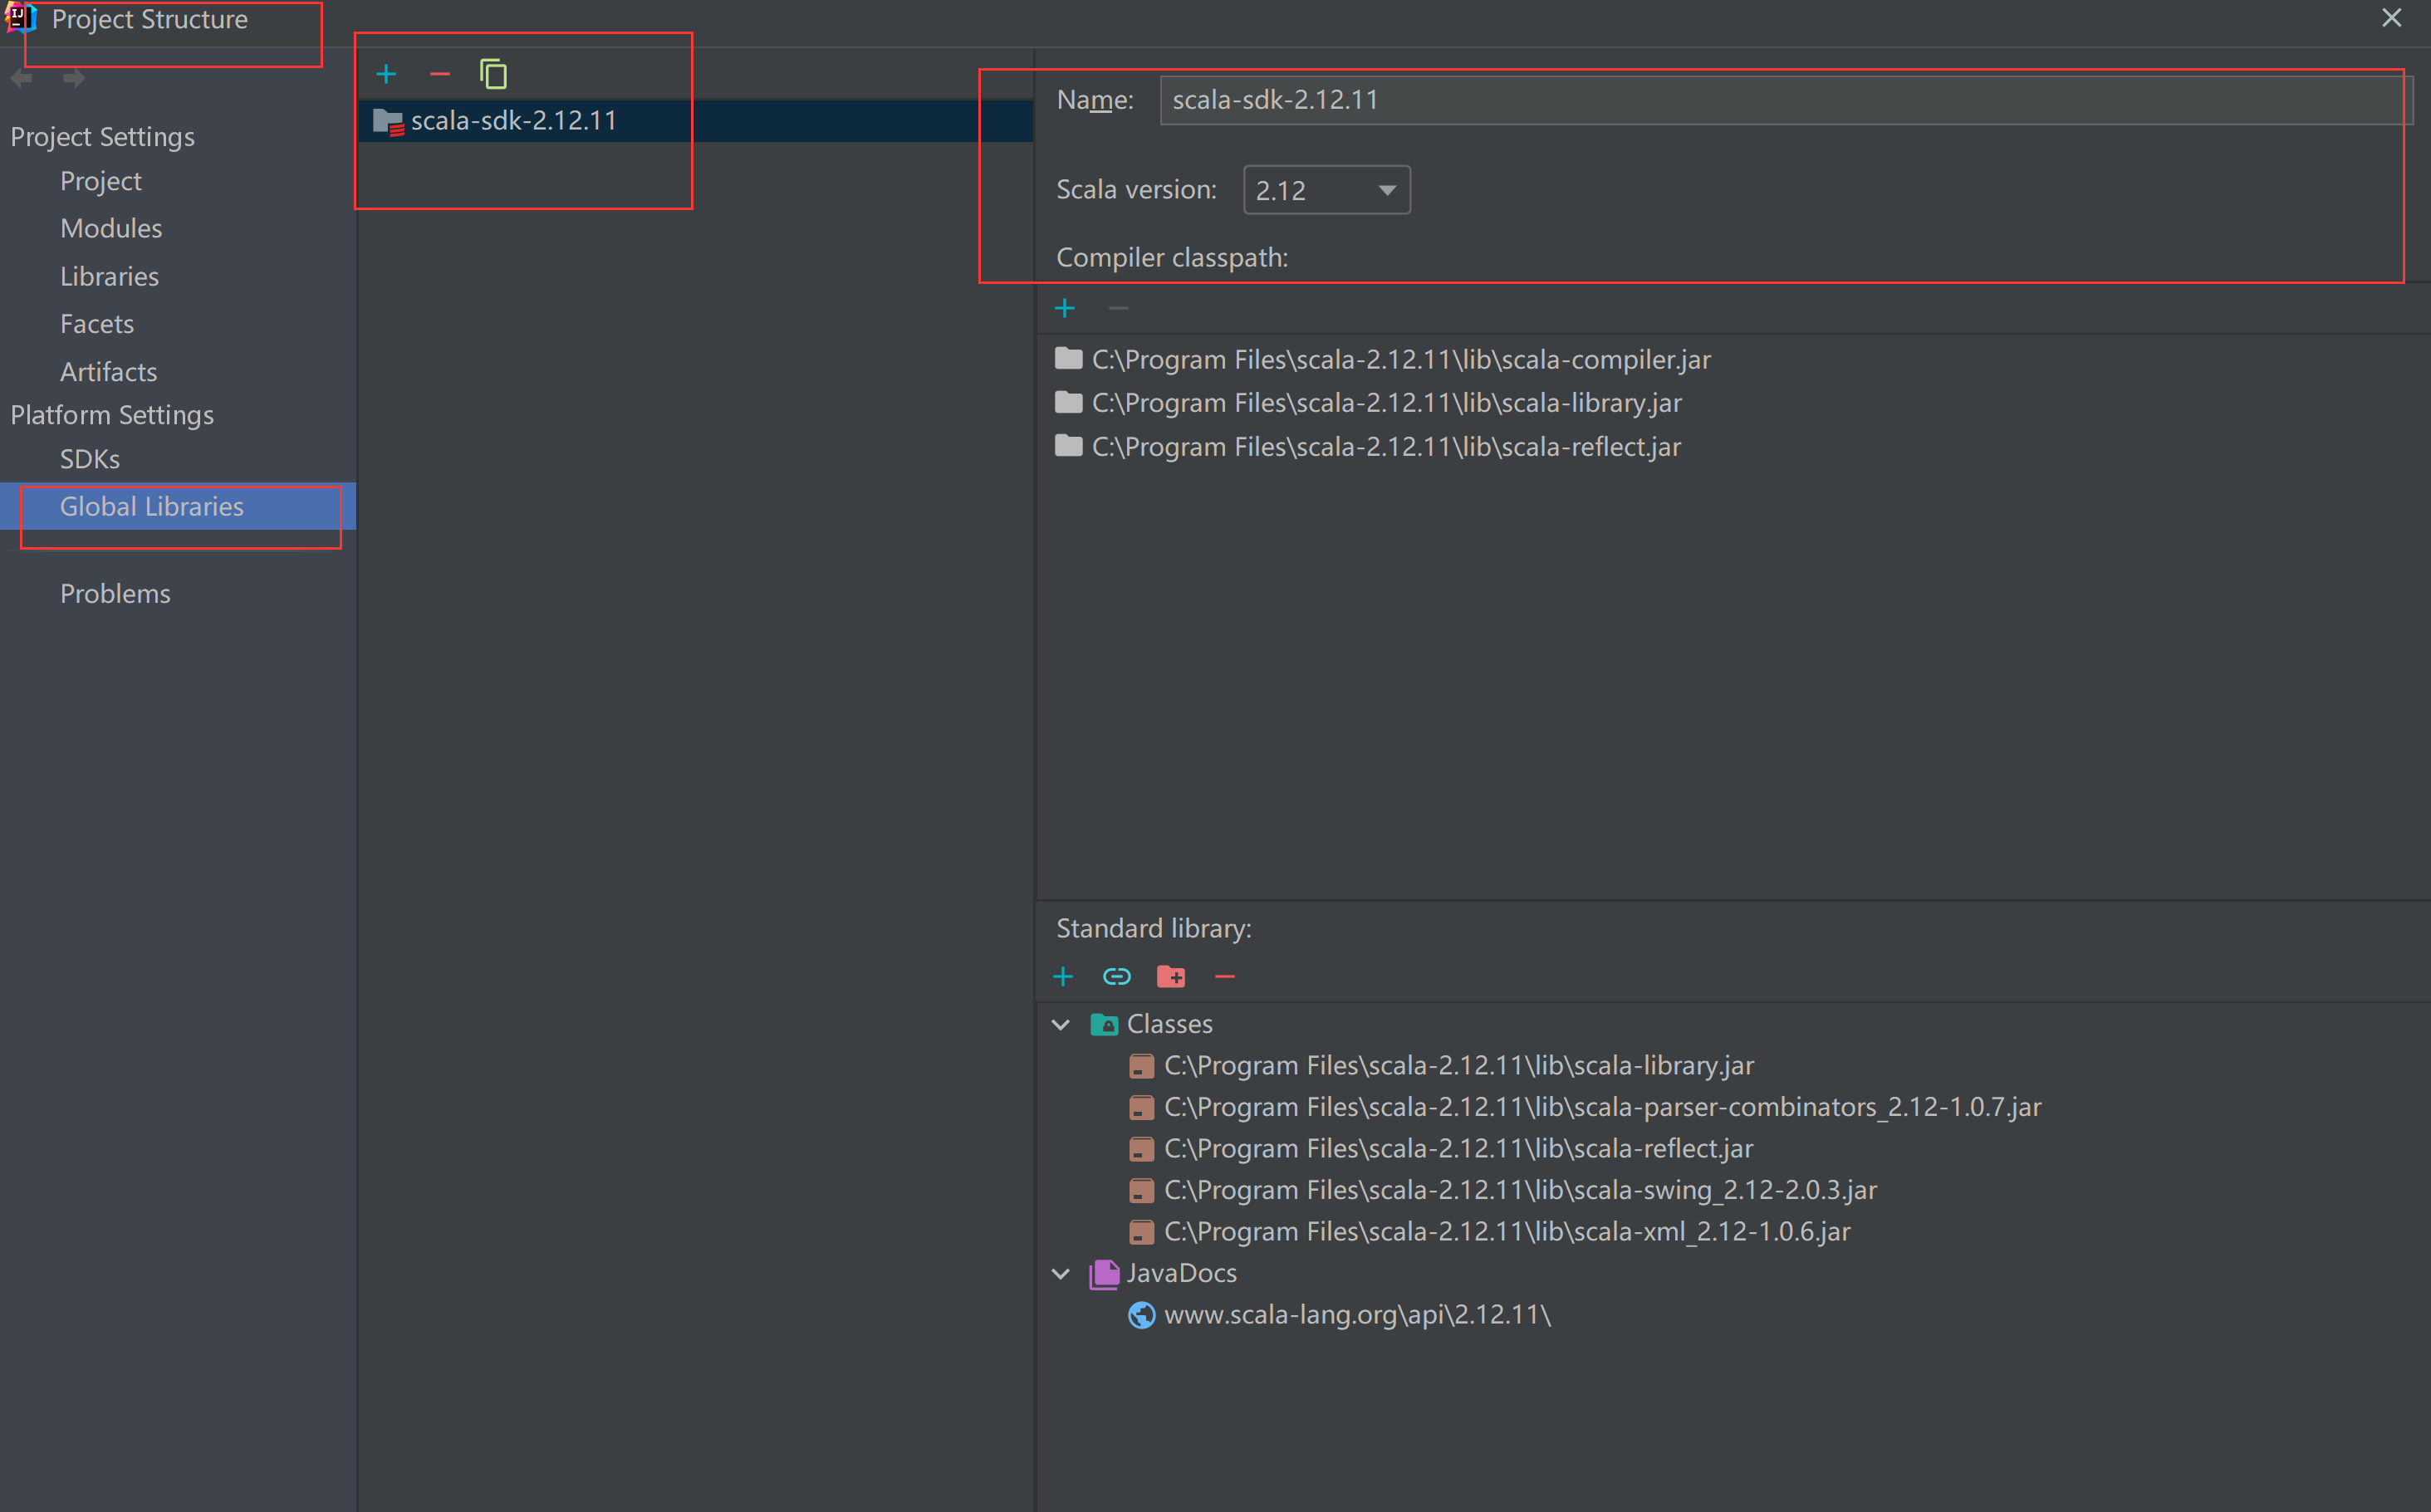 Project Structure
Project Settings
Project
Modules
Libraries
Facets
Artifacts
Platform Settings
SDKs
Global Libraries
Problems
scala-sdk-2.12.11
Name: scala-sdk-2.12.11
Scala version: 2.12
Compiler classpath:
C:\Program Files\scala-2.12.11\lib\scala-compiler.jar
C:\Program Files\scala-2.12.11\lib\scala-library.jar
C:\Program Files\scala-2.12.11\lib\scala-reflect.jar
Standard library:
Classes
C:\Program Files\scala-2.12.11\lib\scala-library.jar
C:\Program Files\scala-2.12.11\lib\scala-parser-combinators_2.12-1.0.7.jar
C:\Program Files\scala-2.12.11\lib\scala-reflect.jar
C:\Program Files\scala-2.12.11\lib\scala-swing_2.12-2.0.3.jar
C:\Program Files\scala-2.12.11\lib\scala-xml_2.12-1.0.6.jar
JavaDocs
www.scala-lang.org\api\2.12.11\